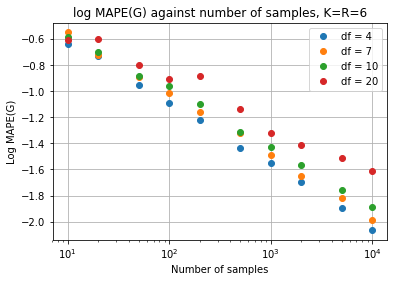 log MAPE(G) against number of samples, K=R=6
df = 4
df = 7
df = 10
df = 20
Log MAPE(G)
−0.6
−0.8
−1.0
−1.2
−1.4
−1.6
−1.8
−2.0
10¹
10²
10³
10⁴
Number of samples